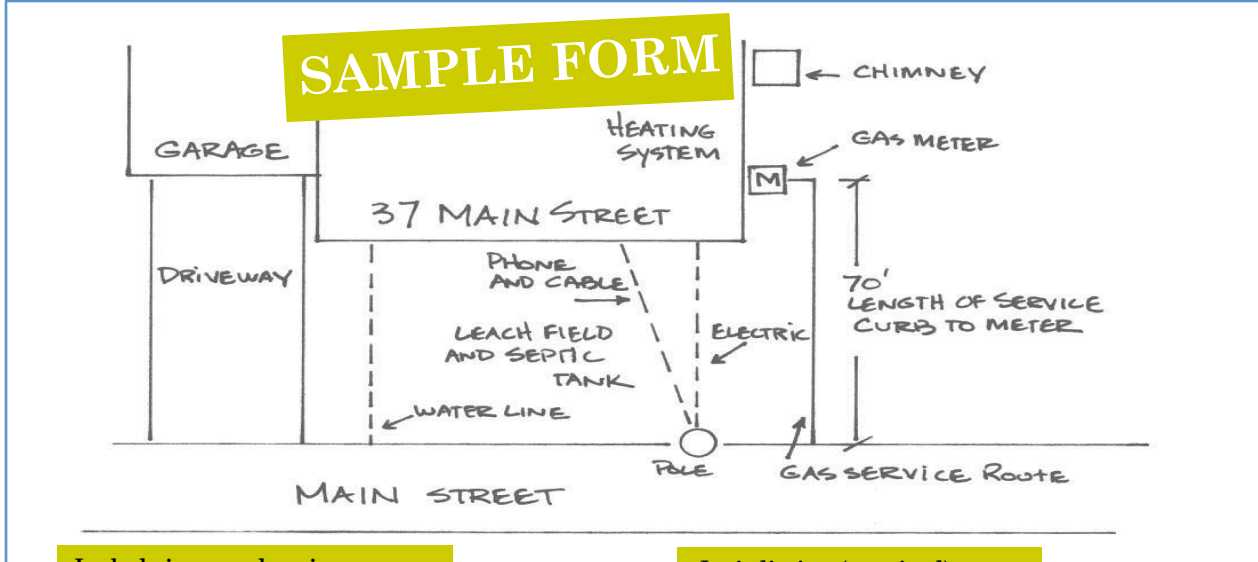 SAMPLE FORM
CHIMNEY
HEATING
SYSTEM
GAS METER
GARAGE
M
37 MAIN STREET
DRIVEWAY
PHONE
AND CABLE
70'
LENGTH OF SERVICE
CURB TO METER
LEACH FIELD
AND SEPTIC
TANK
ELECTRIC
WATER LINE
POLE
GAS SERVICE ROUTE
MAIN STREET